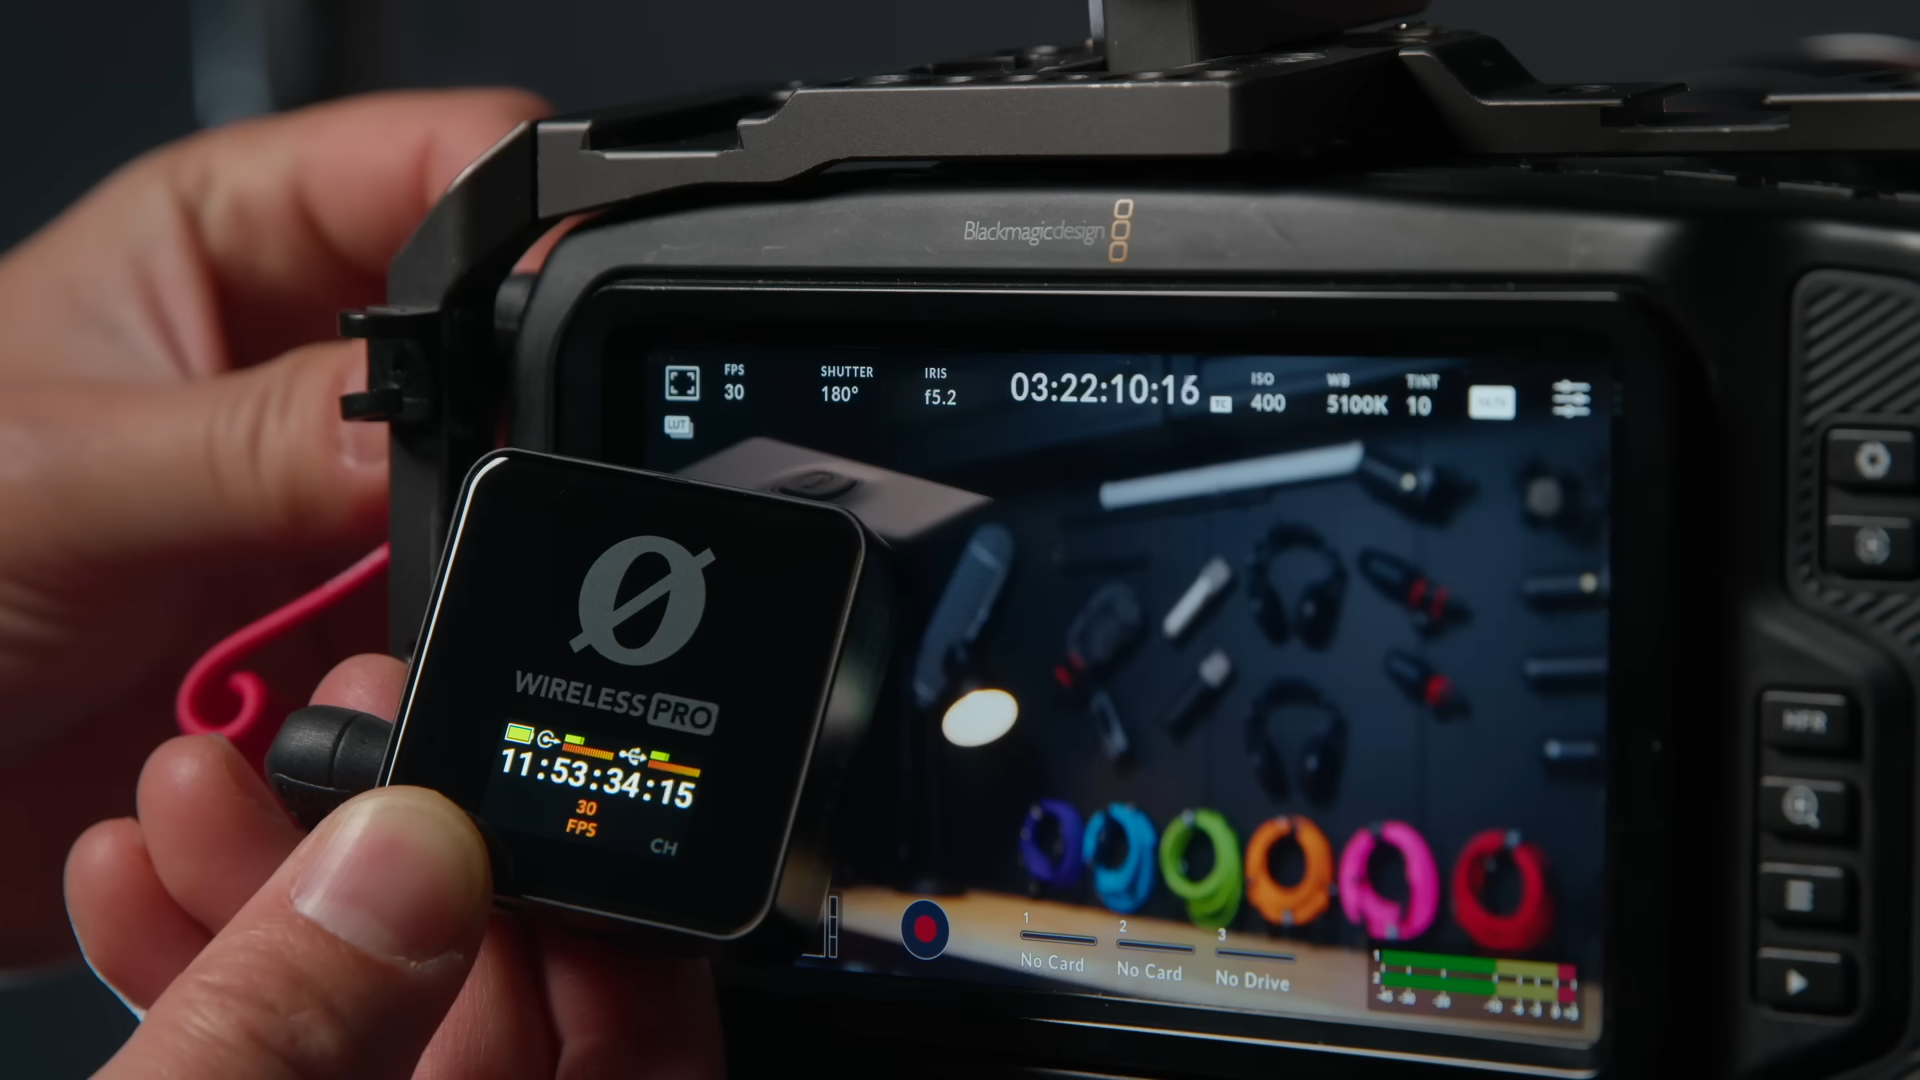 Blackmagicdesign
FPS
30
SHUTTER
180°
IRIS
f5.2
03:22:10:16
TC
ISO
400
WB
5100K
TINT
10
LUT
WIRELESS PRO
11:53:34:15
30
FPS
CH
HFR
1
No Card
2
No Card
3
No Drive
1
2